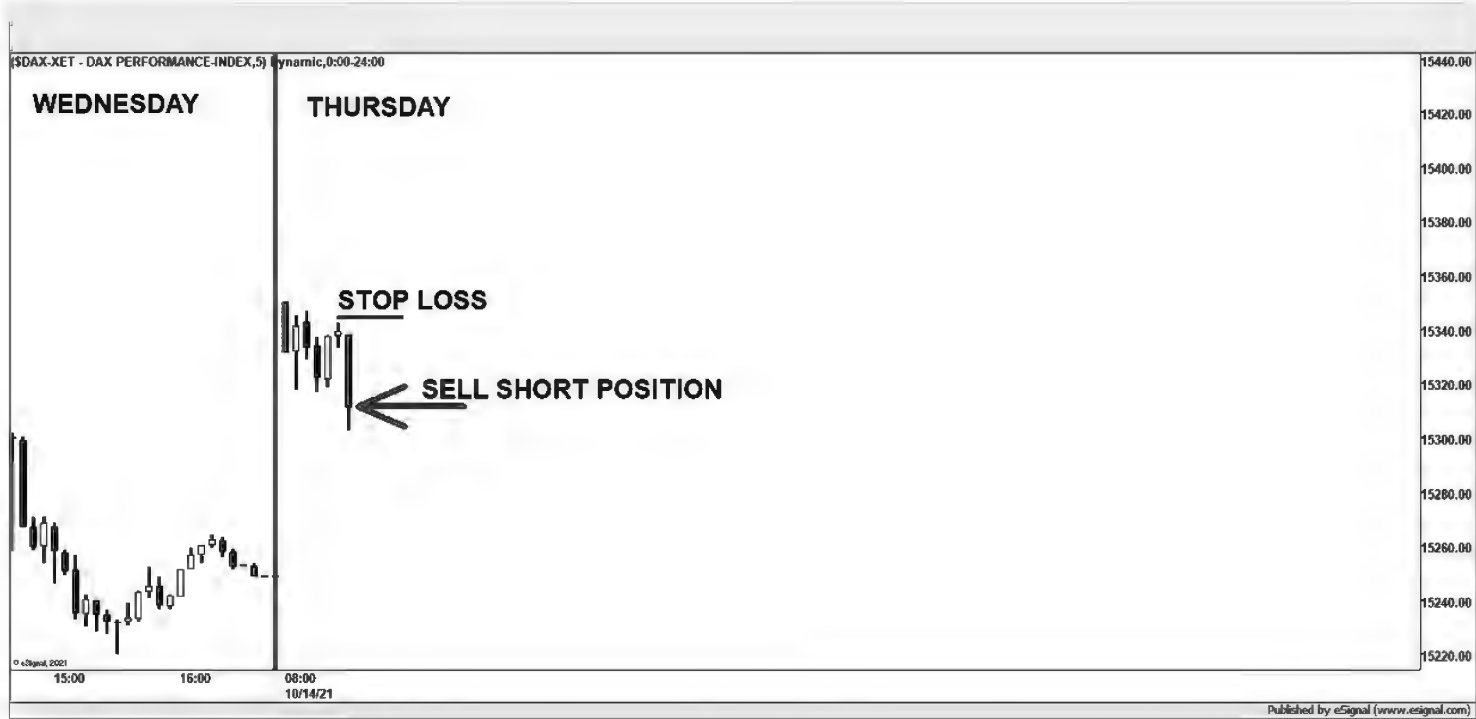 ($DAX-XET - DAX PERFORMANCE-INDEX,5) Dynamic,0:00-24:00
WEDNESDAY
THURSDAY
STOP LOSS
SELL SHORT POSITION
15440.00
15420.00
15400.00
15380.00
15360.00
15340.00
15320.00
15300.00
15280.00
15260.00
15240.00
15220.00
© eSignal, 2021
15:00
16:00
08:00
10/14/21
Published by eSignal (www.esignal.com)